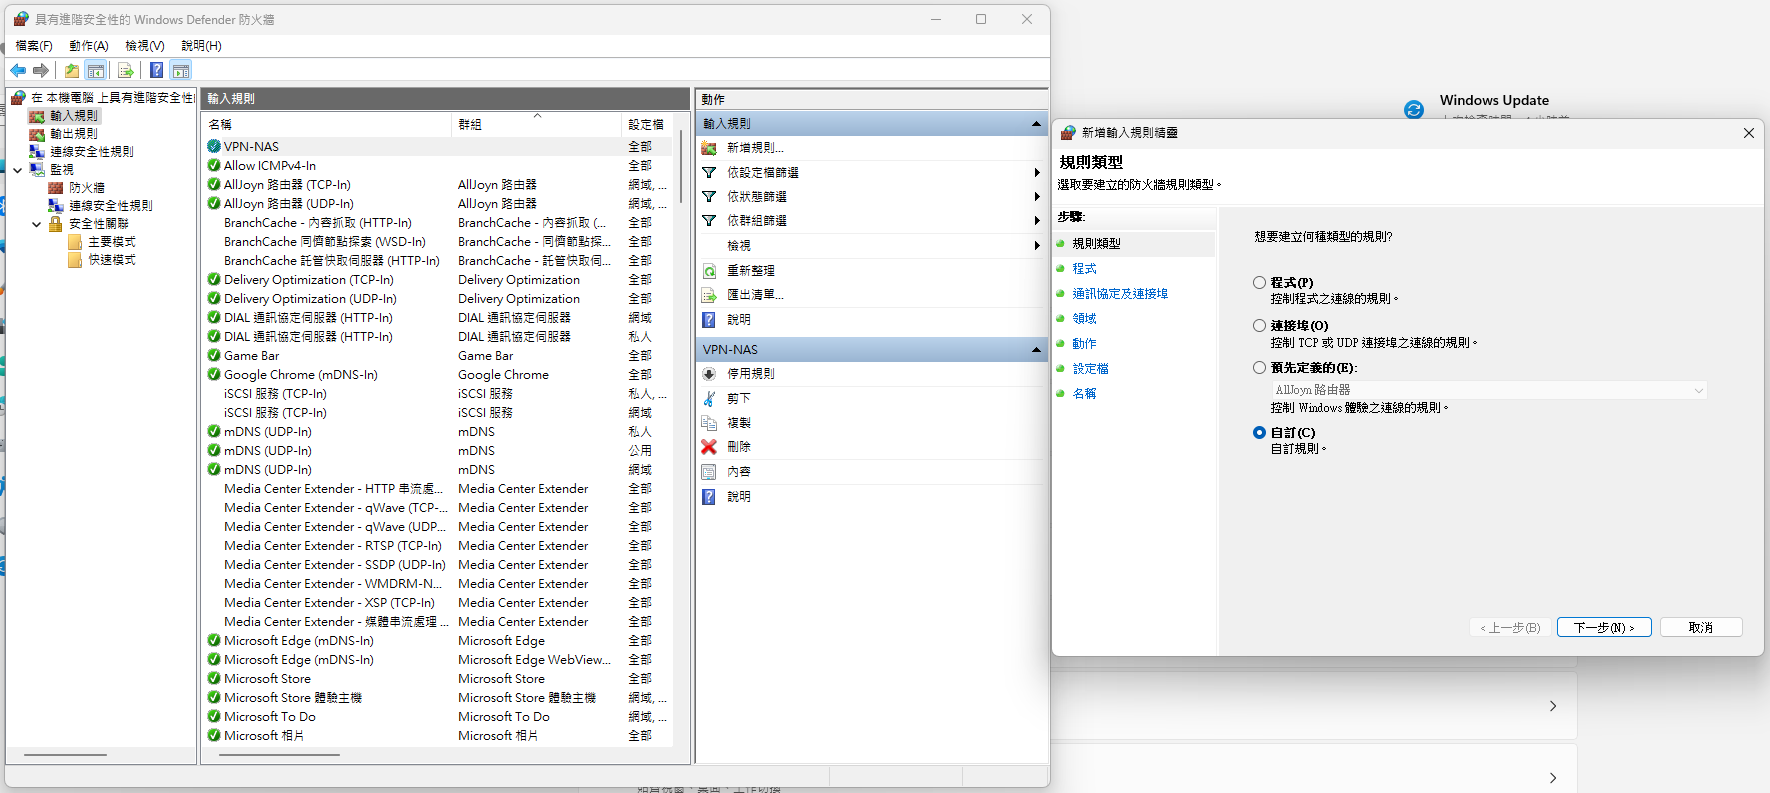 具有進階安全性的 Windows Defender 防火牆
檔案(F) 動作(A) 檢視(V) 說明(H)
在 本機電腦 上具有進階安全性
輸入規則
輸出規則
連線安全性規則
監視
防火牆
連線安全性規則
安全性關聯
主要模式
快速模式
輸入規則
名稱 群組 設定檔
VPN-NAS 全部
Allow ICMPv4-In 全部
AllJoyn 路由器 (TCP-In) AllJoyn 路由器 網域, ...
AllJoyn 路由器 (UDP-In) AllJoyn 路由器 網域, ...
BranchCache - 內容抓取 (HTTP-In) BranchCache - 內容抓取 (... 全部
BranchCache 同儕節點探索 (WSD-In) BranchCache - 同儕節點探... 全部
BranchCache 託管快取伺服器 (HTTP-In) BranchCache - 託管快取伺... 全部
Delivery Optimization (TCP-In) Delivery Optimization 全部
Delivery Optimization (UDP-In) Delivery Optimization 全部
DIAL 通訊協定伺服器 (HTTP-In) DIAL 通訊協定伺服器 網域
DIAL 通訊協定伺服器 (HTTP-In) DIAL 通訊協定伺服器 私人
Game Bar Game Bar 全部
Google Chrome (mDNS-In) Google Chrome 全部
iSCSI 服務 (TCP-In) iSCSI 服務 私人, ...
iSCSI 服務 (TCP-In) iSCSI 服務 網域
mDNS (UDP-In) mDNS 私人
mDNS (UDP-In) mDNS 公用
mDNS (UDP-In) mDNS 網域
Media Center Extender - HTTP 串流處... Media Center Extender 全部
Media Center Extender - qWave (TCP-... Media Center Extender 全部
Media Center Extender - qWave (UDP... Media Center Extender 全部
Media Center Extender - RTSP (TCP-In) Media Center Extender 全部
Media Center Extender - SSDP (UDP-In) Media Center Extender 全部
Media Center Extender - WMDRM-N... Media Center Extender 全部
Media Center Extender - XSP (TCP-In) Media Center Extender 全部
Media Center Extender - 媒體串流處理 ... Media Center Extender 全部
Microsoft Edge (mDNS-In) Microsoft Edge 全部
Microsoft Edge (mDNS-In) Microsoft Edge WebView... 全部
Microsoft Store Microsoft Store 全部
Microsoft Store 體驗主機 Microsoft Store 體驗主機 網域, ...
Microsoft To Do Microsoft To Do 網域, ...
Microsoft 相片 Microsoft 相片 全部
動作
輸入規則
新增規則...
依設定檔篩選
依狀態篩選
依群組篩選
檢視
重新整理
匯出清單...
說明
VPN-NAS
停用規則
剪下
複製
刪除
內容
說明
Windows Update
新增輸入規則精靈
規則類型
選取要建立的防火牆規則類型。
步驟:
規則類型
程式
通訊協定及連接埠
領域
動作
設定檔
名稱
想要建立何種類型的規則?
程式(P)
控制程式之連線的規則。
連接埠(O)
控制 TCP 或 UDP 連接埠之連線的規則。
預先定義的(E):
AllJoyn 路由器
控制 Windows 體驗之連線的規則。
自訂(C)
自訂規則。
< 上一步(B) 下一步(N) > 取消